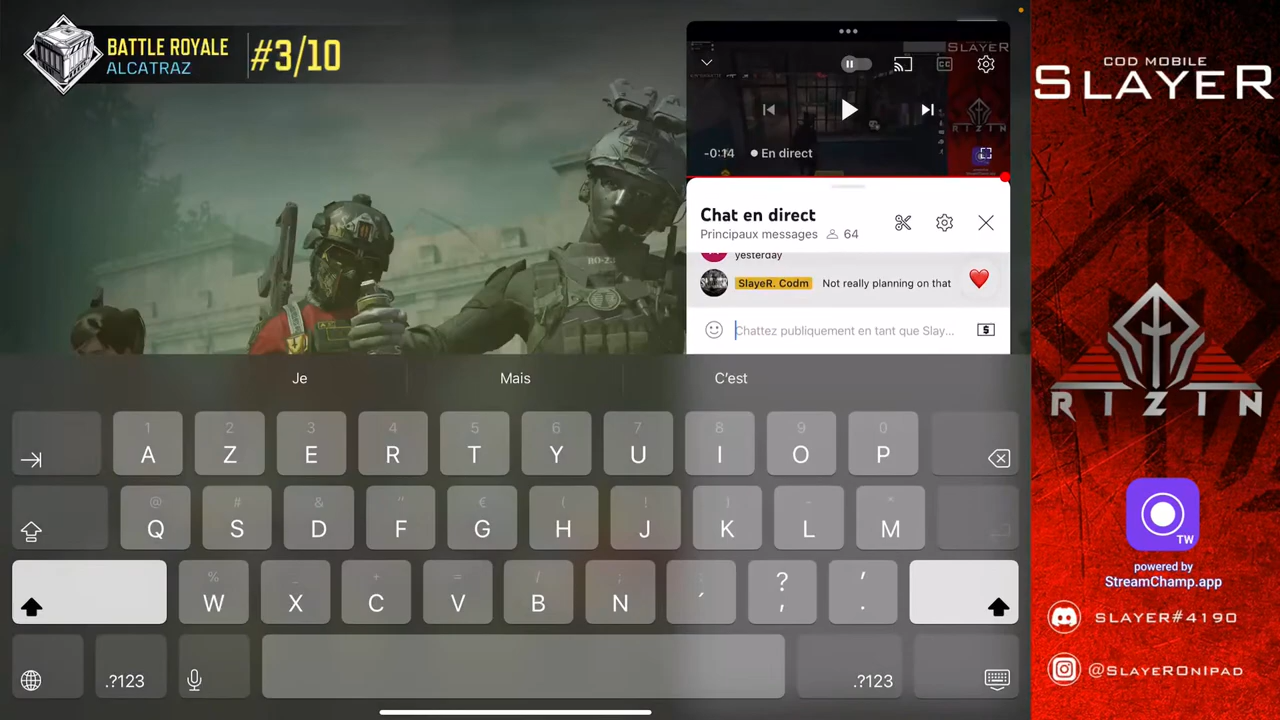 BATTLE ROYALE
ALCATRAZ
#3/10
SLAYER
CC
-0:14
En direct
RIZIN
Chat en direct
Principaux messages
64
yesterday
SlayeR. Codm
Not really planning on that
Chattez publiquement en tant que Slay...
$
Je
Mais
C'est
1 2 3 4 5 6 7 8 9 0
A Z E R T Y U I O P
@ # & " € ( ! ) - *
Q S D F G H J K L M
% - + = / ;
W X C V B N ´ ? , ' .
.?123
.?123
COD MOBILE
SLAYER
RIZIN
TW
powered by
StreamChamp.app
SLAYER#4190
@SLAYERONIPAD